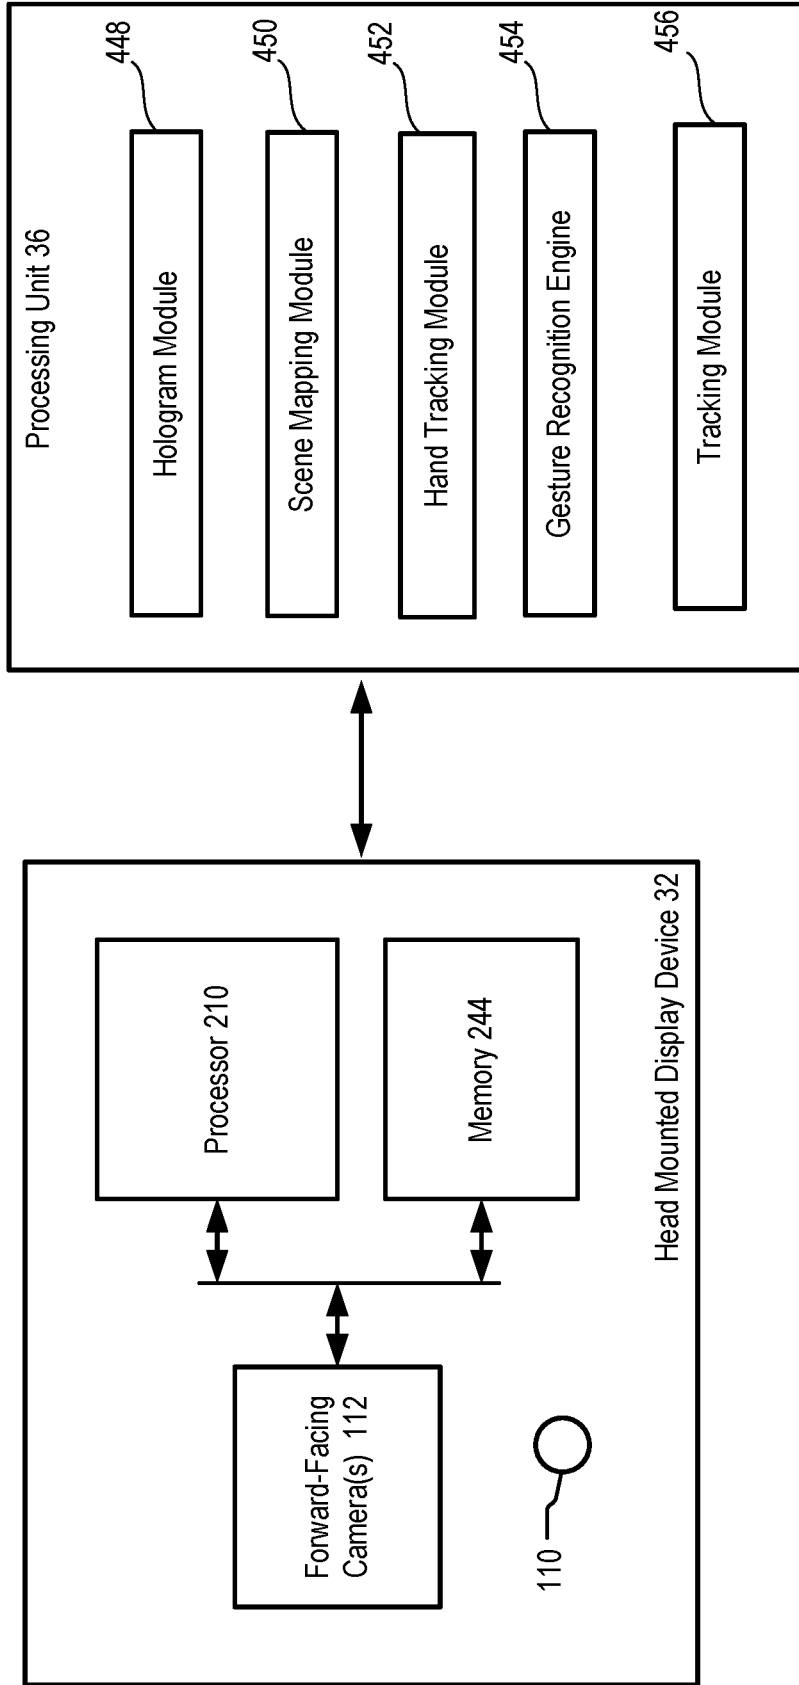 Processing Unit 36
Hologram Module
448
Scene Mapping Module
450
Hand Tracking Module
452
Gesture Recognition Engine
454
Tracking Module
456
Processor 210
Memory 244
Forward-Facing
Camera(s) 112
110
Head Mounted Display Device 32